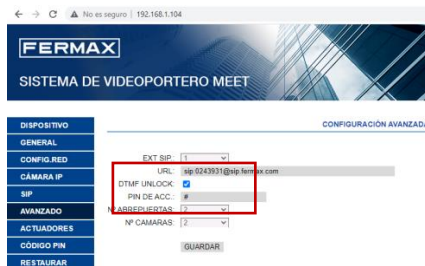 No es seguro | 192.168.1.104
FERMAX
SISTEMA DE VIDEOPORTERO MEET
CONFIGURACIÓN AVANZADA
DISPOSITIVO
GENERAL
CONFIG.RED
CÁMARA IP
SIP
AVANZADO
ACTUADORES
CÓDIGO PIN
RESTAURAR
EXT SIP.: 1
URL: sip:0243931@sip.fermax.com
DTMF UNLOCK:
PIN DE ACC.: #
Nº ABREPUERTAS: 2
Nº CAMARAS: 2
GUARDAR